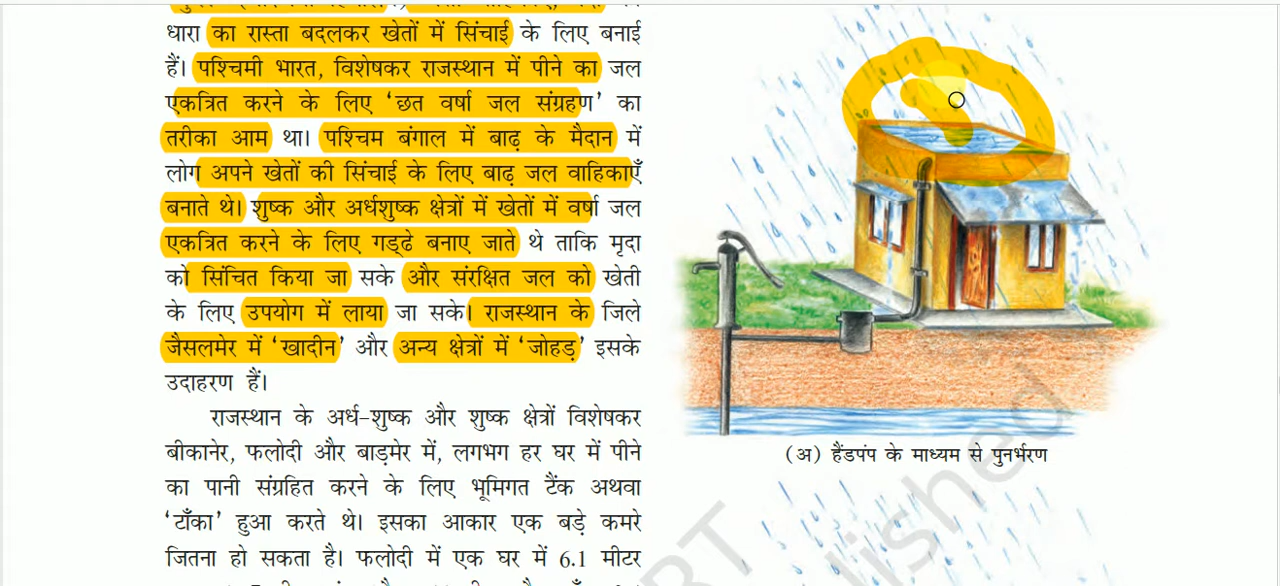 धारा का रास्ता बदलकर खेतों में सिंचाई के लिए बनाई
हैं। पश्चिमी भारत, विशेषकर राजस्थान में पीने का जल
एकत्रित करने के लिए ‘छत वर्षा जल संग्रहण’ का
तरीका आम था। पश्चिम बंगाल में बाढ़ के मैदान में
लोग अपने खेतों की सिंचाई के लिए बाढ़ जल वाहिकाएँ
बनाते थे। शुष्क और अर्धशुष्क क्षेत्रों में खेतों में वर्षा जल
एकत्रित करने के लिए गड्ढे बनाए जाते थे ताकि मृदा
को सिंचित किया जा सके और संरक्षित जल को खेती
के लिए उपयोग में लाया जा सके। राजस्थान के जिले
जैसलमेर में ‘खादीन’ और अन्य क्षेत्रों में ‘जोहड़’ इसके
उदाहरण हैं।
राजस्थान के अर्ध-शुष्क और शुष्क क्षेत्रों विशेषकर
बीकानेर, फलोदी और बाड़मेर में, लगभग हर घर में पीने
का पानी संग्रहित करने के लिए भूमिगत टैंक अथवा
‘टाँका’ हुआ करते थे। इसका आकार एक बड़े कमरे
जितना हो सकता है। फलोदी में एक घर में 6.1 मीटर
(अ) हैंडपंप के माध्यम से पुनर्भरण